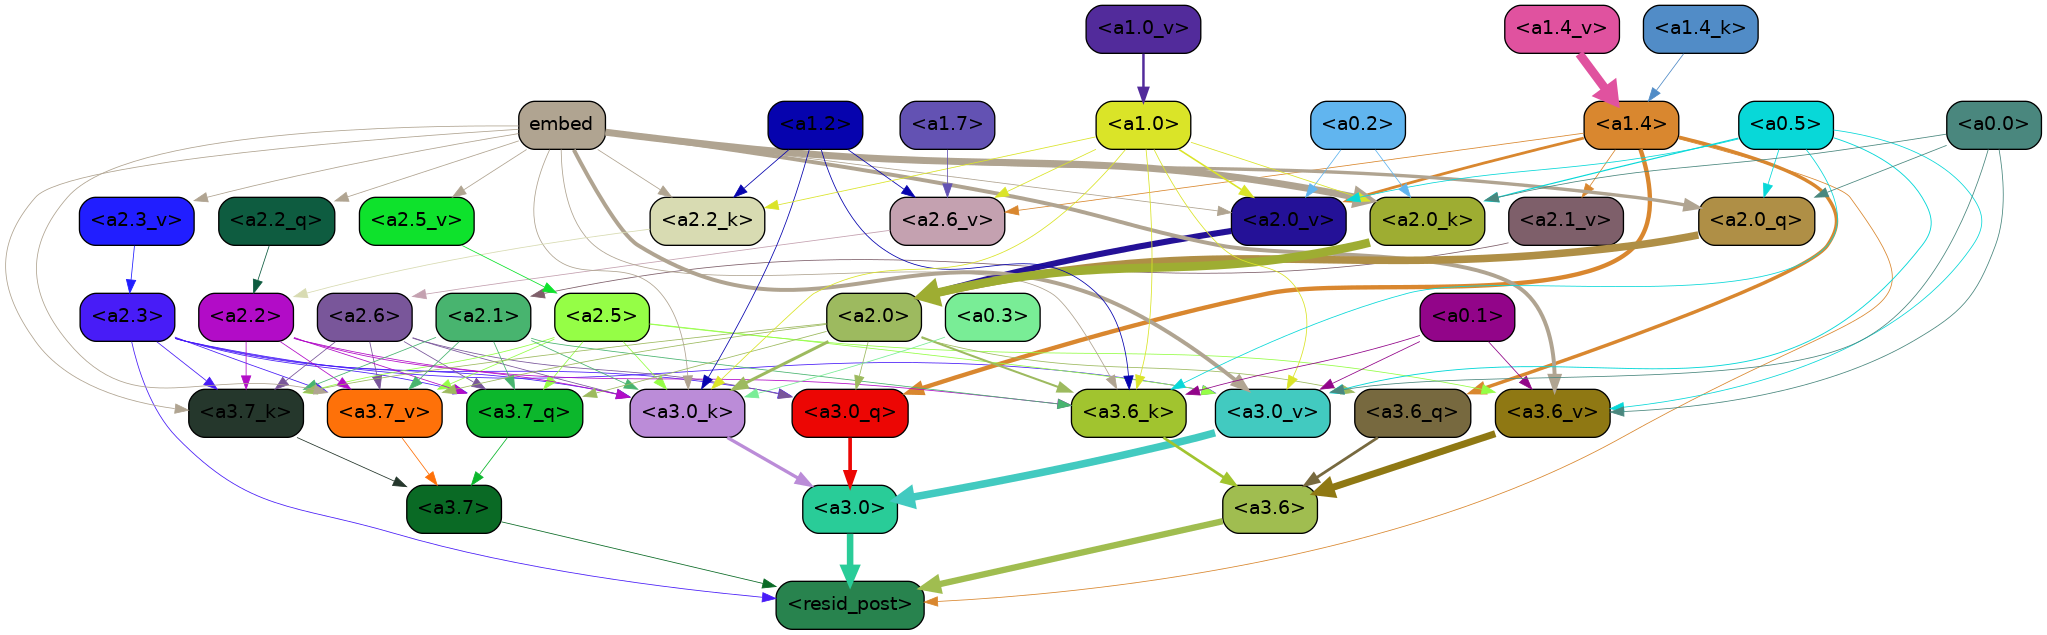 <a1.0_v> <a1.4_v> <a1.4_k>
embed <a1.2> <a1.7> <a1.0> <a0.2> <a1.4> <a0.5> <a0.0>
<a2.3_v> <a2.2_q> <a2.5_v> <a2.2_k> <a2.6_v> <a2.0_v> <a2.0_k> <a2.1_v> <a2.0_q>
<a2.3> <a2.2> <a2.6> <a2.1> <a2.5> <a2.0> <a0.3> <a0.1>
<a3.7_k> <a3.7_v> <a3.7_q> <a3.0_k> <a3.0_q> <a3.6_k> <a3.0_v> <a3.6_q> <a3.6_v>
<a3.7> <a3.0> <a3.6>
<resid_post>